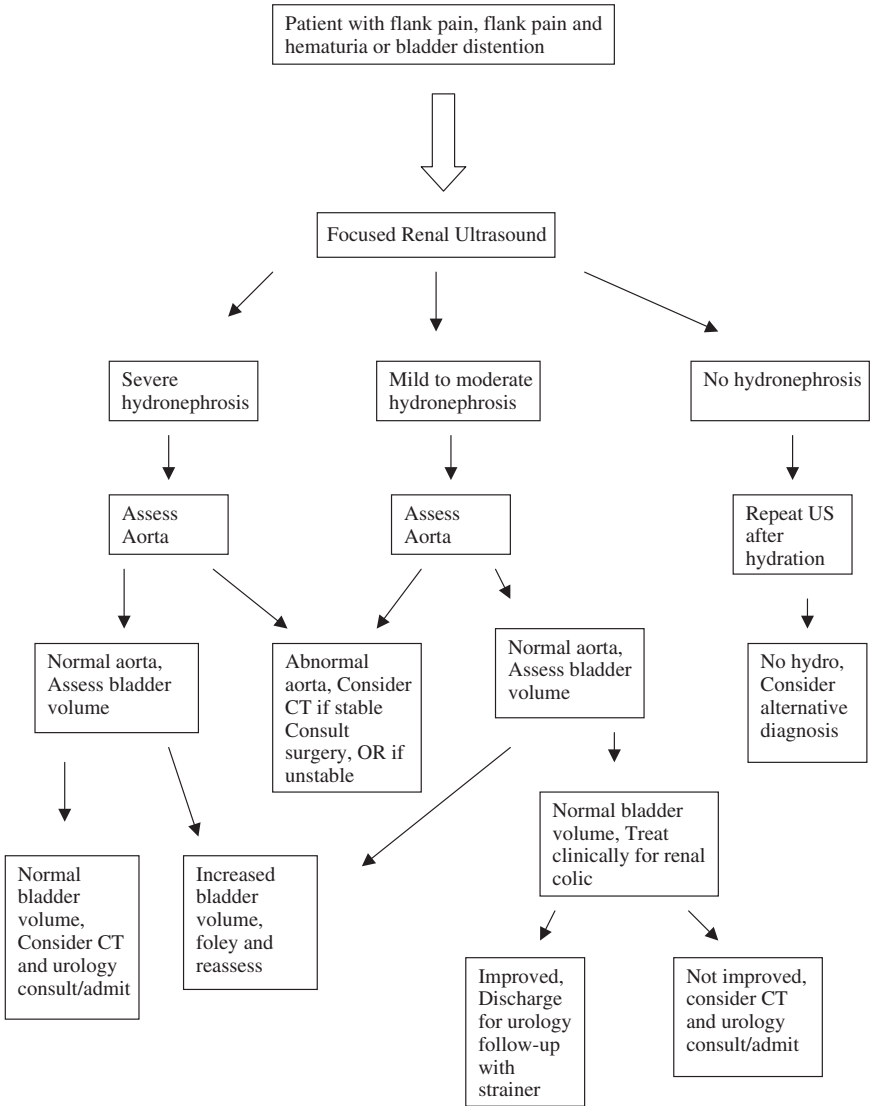 Patient with flank pain, flank pain and
hematuria or bladder distention
Focused Renal Ultrasound
Severe
hydronephrosis
Mild to moderate
hydronephrosis
No hydronephrosis
Assess
Aorta
Assess
Aorta
Repeat US
after
hydration
Normal aorta,
Assess bladder
volume
Abnormal
aorta, Consider
CT if stable
Consult
surgery, OR if
unstable
Normal aorta,
Assess bladder
volume
No hydro,
Consider
alternative
diagnosis
Normal bladder
volume, Treat
clinically for renal
colic
Normal
bladder
volume,
Consider CT
and urology
consult/admit
Increased
bladder
volume,
foley and
reassess
Improved,
Discharge
for urology
follow-up
with
strainer
Not improved,
consider CT
and urology
consult/admit